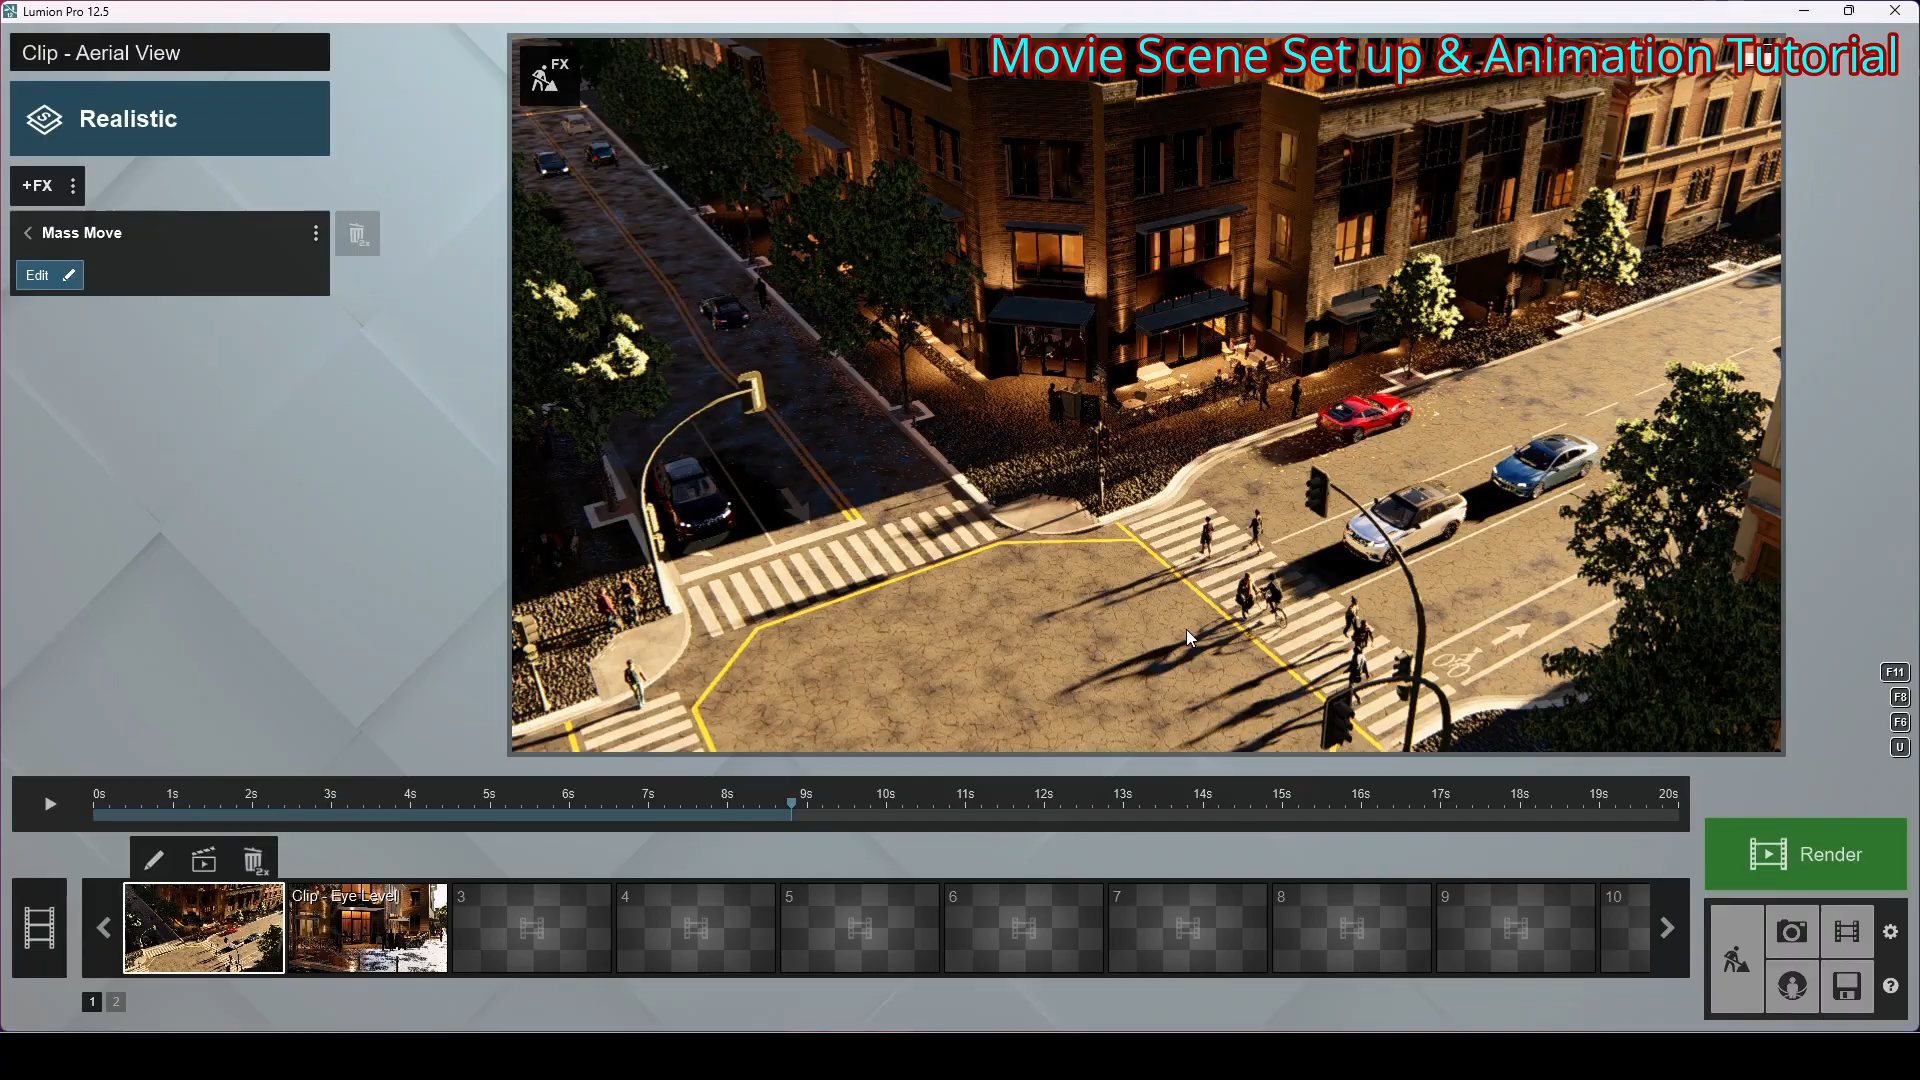 Lumion Pro 12.5
Clip - Aerial View
Movie Scene Set up & Animation Tutorial
FX
Realistic
+FX
Mass Move
2x
Edit
F11
F8
F6
U
0s 1s 2s 3s 4s 5s 6s 7s 8s 9s 10s 11s 12s 13s 14s 15s 16s 17s 18s 19s 20s
2x
Render
Clip - Eye Level 3 4 5 6 7 8 9 10
1 2
?